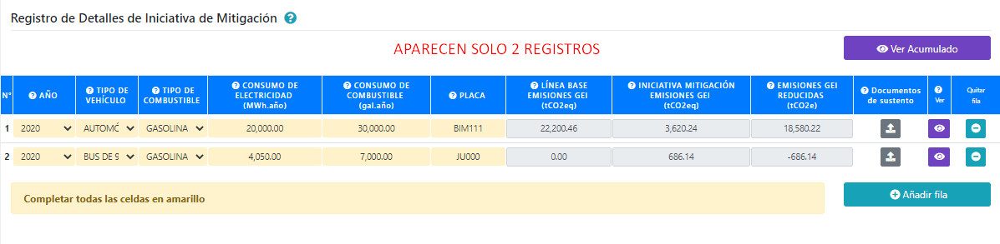 Registro de Detalles de Iniciativa de Mitigación
APARECEN SOLO 2 REGISTROS
Ver Acumulado
N° AÑO TIPO DE VEHÍCULO TIPO DE COMBUSTIBLE CONSUMO DE ELECTRICIDAD (MWh.año) CONSUMO DE COMBUSTIBLE (gal.año) PLACA LÍNEA BASE EMISIONES GEI (tCO2eq) INICIATIVA MITIGACIÓN EMISIONES GEI (tCO2eq) EMISIONES GEI REDUCIDAS (tCO2e) Documentos de sustento Ver Quitar fila
1 2020 AUTOMÓ GASOLINA 20,000.00 30,000.00 BIM111 22,200.46 3,620.24 18,580.22
2 2020 BUS DE 9 GASOLINA 4,050.00 7,000.00 JU000 0.00 686.14 -686.14
Completar todas las celdas en amarillo
Añadir fila